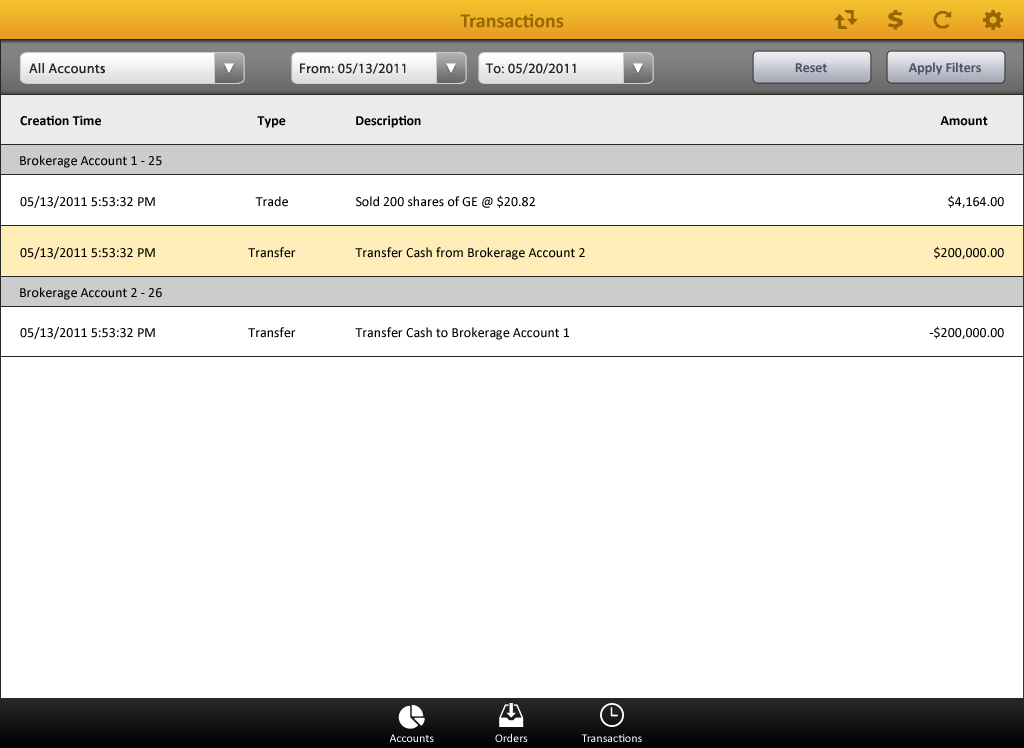 Transactions
All Accounts From: 05/13/2011 To: 05/20/2011 Reset Apply Filters
Creation Time Type Description Amount
Brokerage Account 1 - 25
05/13/2011 5:53:32 PM Trade Sold 200 shares of GE @ $20.82 $4,164.00
05/13/2011 5:53:32 PM Transfer Transfer Cash from Brokerage Account 2 $200,000.00
Brokerage Account 2 - 26
05/13/2011 5:53:32 PM Transfer Transfer Cash to Brokerage Account 1 -$200,000.00
Accounts Orders Transactions